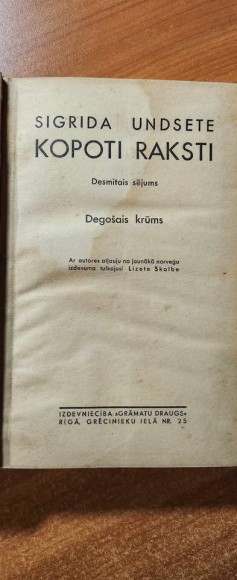 SIGRIDA UNDSETE
KOPOTI RAKSTI
Desmitais sējums
Degošais krūms
Ar autores atļauju no jaunākā norvēģu
izdevuma tulkojusi Lizete Skalbe
IZDEVNIECĪBA «GRĀMATU DRAUGS»
RĪGĀ, GRĒCINIEKU IELĀ NR. 25